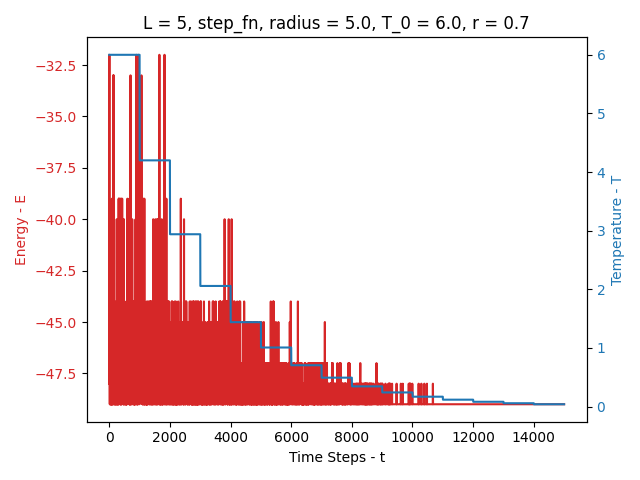 L = 5, step_fn, radius = 5.0, T_0 = 6.0, r = 0.7
Energy - E
−32.5
−35.0
−37.5
−40.0
−42.5
−45.0
−47.5
6
5
4
3
2
1
0
Temperature - T
0 2000 4000 6000 8000 10000 12000 14000
Time Steps - t